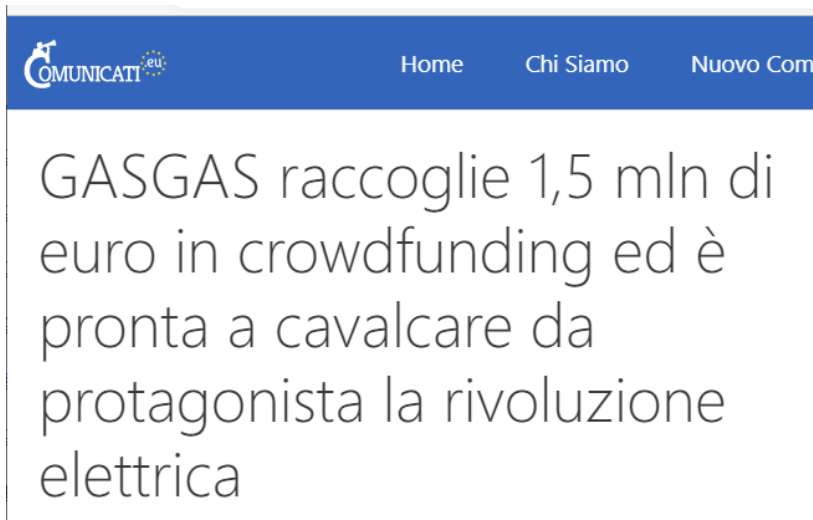 COMUNICATI.eu
Home
Chi Siamo
Nuovo Com
GASGAS raccoglie 1,5 mln di
euro in crowdfunding ed è
pronta a cavalcare da
protagonista la rivoluzione
elettrica